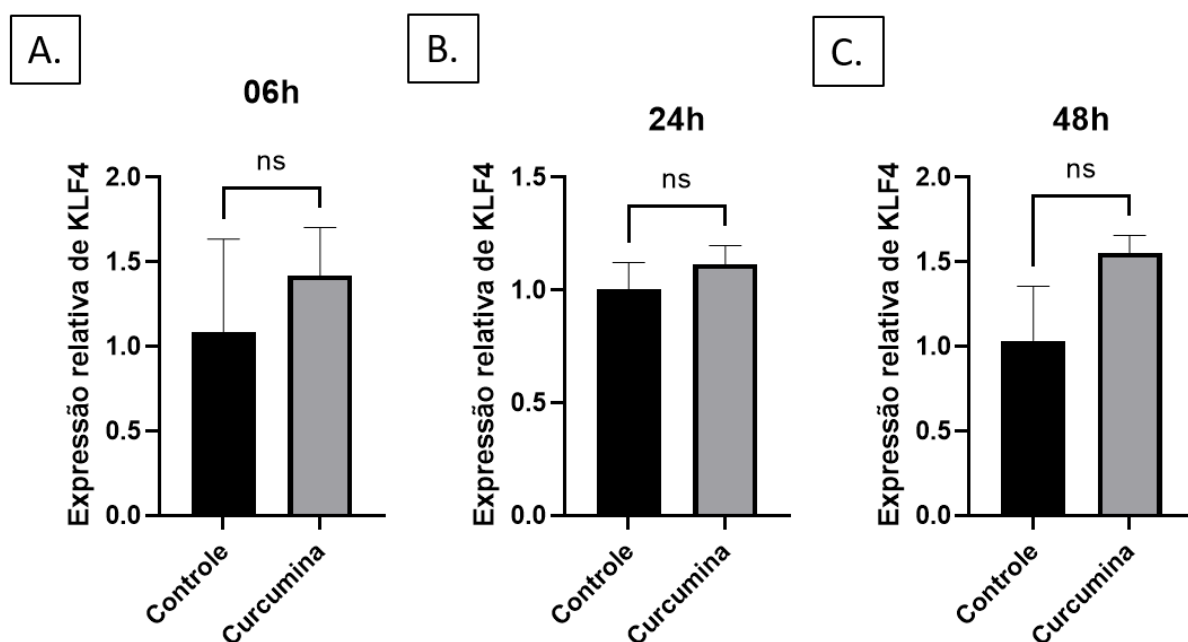 A.
06h
Expressão relativa de KLF4
2.0
1.5
1.0
0.5
0.0
ns
Controle
Curcumina
B.
24h
Expressão relativa de KLF4
1.5
1.0
0.5
0.0
ns
Controle
Curcumina
C.
48h
Expressão relativa de KLF4
2.0
1.5
1.0
0.5
0.0
ns
Controle
Curcumina